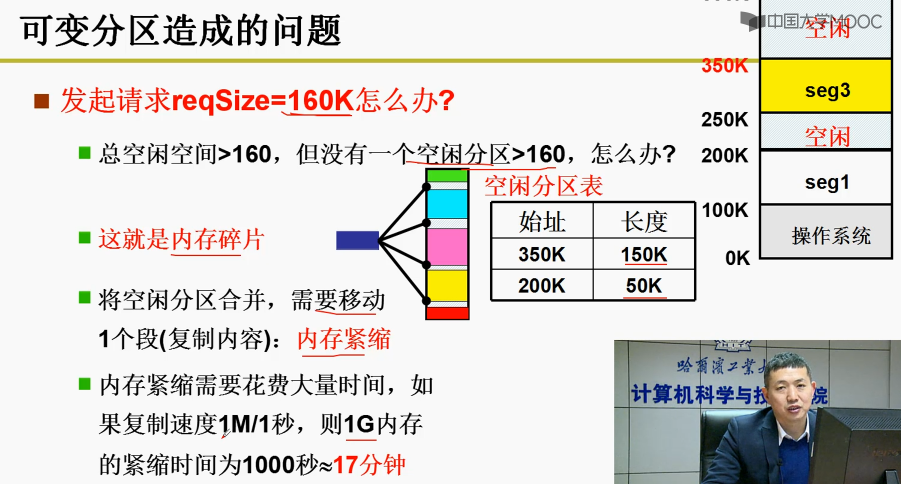 可变分区造成的问题
中国大学MOOC
发起请求reqSize=160K怎么办?
总空闲空间>160，但没有一个空闲分区>160，怎么办?
这就是内存碎片
将空闲分区合并，需要移动
1个段(复制内容)：内存紧缩
内存紧缩需要花费大量时间，如
果复制速度1M/1秒，则1G内存
的紧缩时间为1000秒≈17分钟
空闲分区表
始址 长度
350K 150K
200K 50K
空闲
350K
seg3
250K
空闲
200K
seg1
100K
操作系统
0K
哈尔滨工业大
计算机科学与技 院